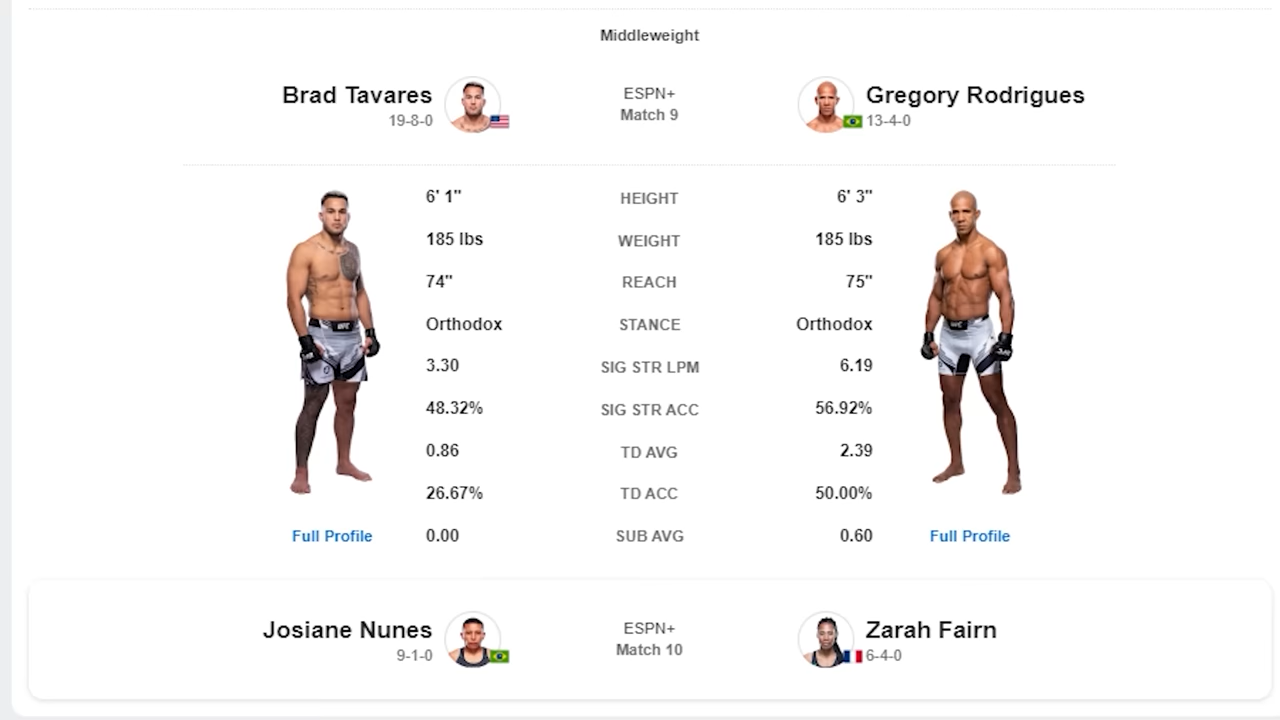 Middleweight
Brad Tavares
19-8-0
ESPN+
Match 9
Gregory Rodrigues
13-4-0
6' 1" HEIGHT 6' 3"
185 lbs WEIGHT 185 lbs
74" REACH 75"
Orthodox STANCE Orthodox
3.30 SIG STR LPM 6.19
48.32% SIG STR ACC 56.92%
0.86 TD AVG 2.39
26.67% TD ACC 50.00%
Full Profile 0.00 SUB AVG 0.60 Full Profile
Josiane Nunes
9-1-0
ESPN+
Match 10
Zarah Fairn
6-4-0